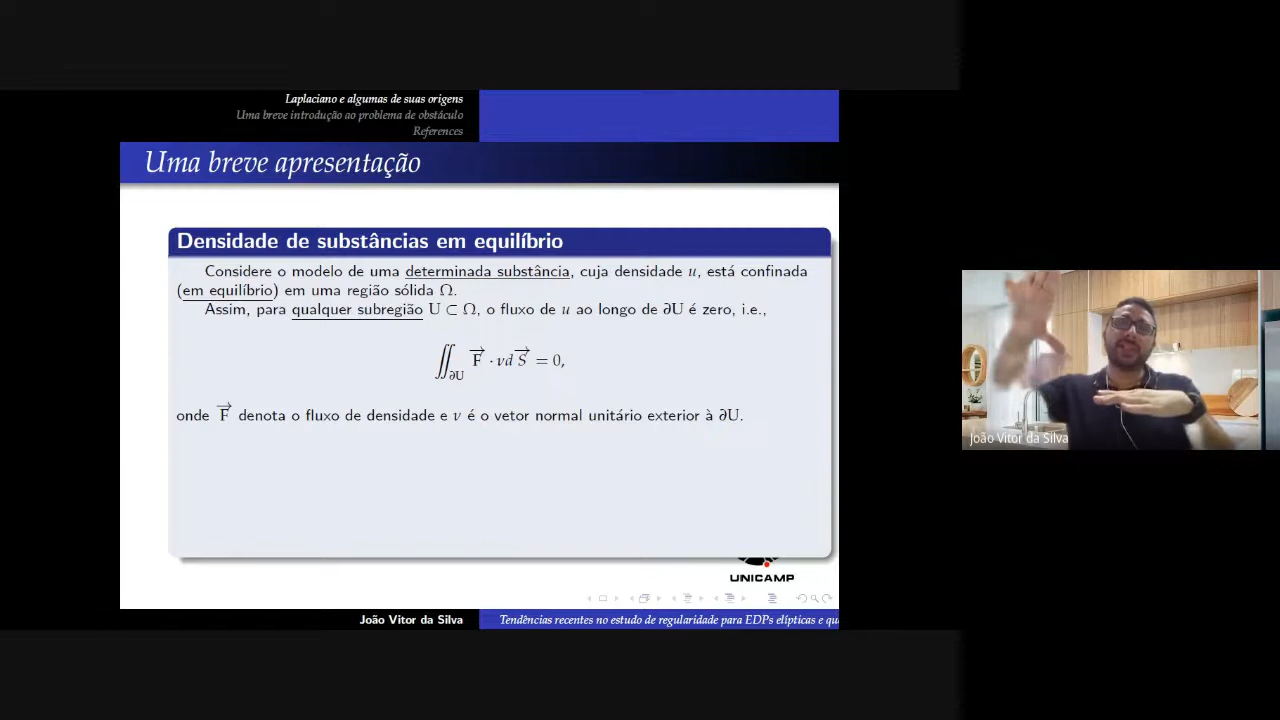 Laplaciano e algumas de suas origens
Uma breve introdução ao problema de obstáculo
References
Uma breve apresentação
Densidade de substâncias em equilíbrio
Considere o modelo de uma determinada substância, cuja densidade u, está confinada
(em equilíbrio) em uma região sólida Ω.
Assim, para qualquer subregião U ⊂ Ω, o fluxo de u ao longo de ∂U é zero, i.e.,
∬∂U F⃗ · νdS⃗ = 0,
onde F⃗ denota o fluxo de densidade e ν é o vetor normal unitário exterior à ∂U.
UNICAMP
João Vitor da Silva
Tendências recentes no estudo de regularidade para EDPs elípticas e qu
João Vitor da Silva